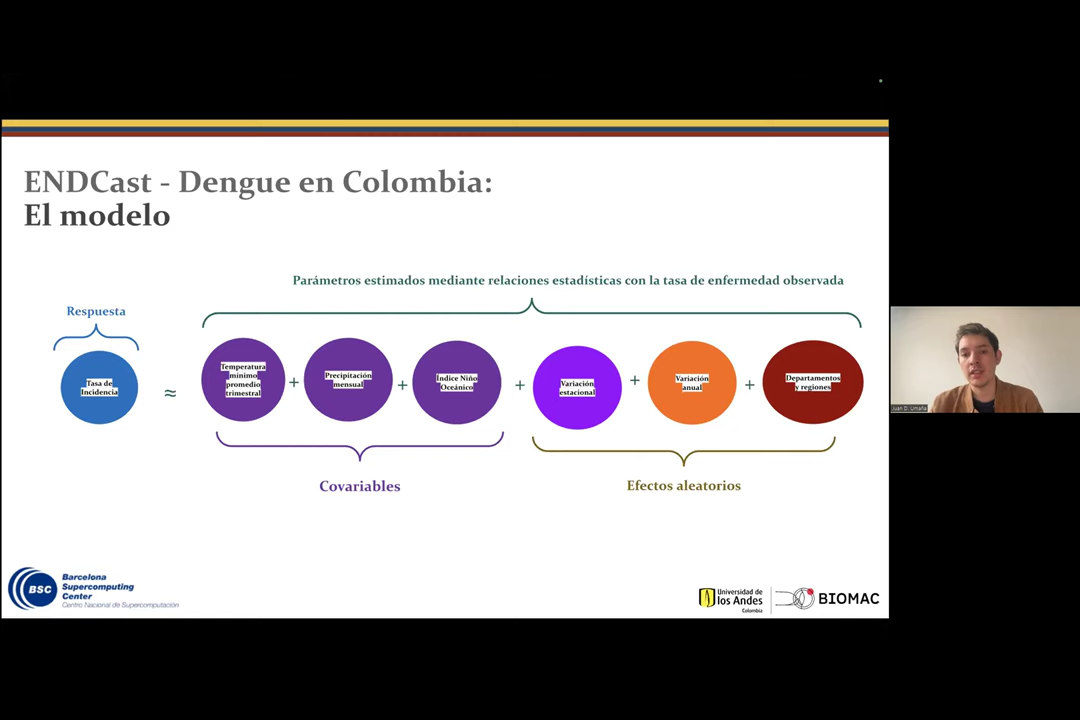 ENDCast - Dengue en Colombia:
El modelo
Parámetros estimados mediante relaciones estadísticas con la tasa de enfermedad observada
Respuesta
Tasa de
Incidencia
≈
Temperatura
mínimo
promedio
trimestral
+
Precipitación
mensual
+
Índice Niño
Oceánico
+
Variación
estacional
+
Variación
anual
+
Departamentos
y regiones
Covariables
Efectos aleatorios
BSC
Barcelona
Supercomputing
Center
Centro Nacional de Supercomputación
Universidad de
los Andes
Colombia
BIOMAC
Juan D. Umaña